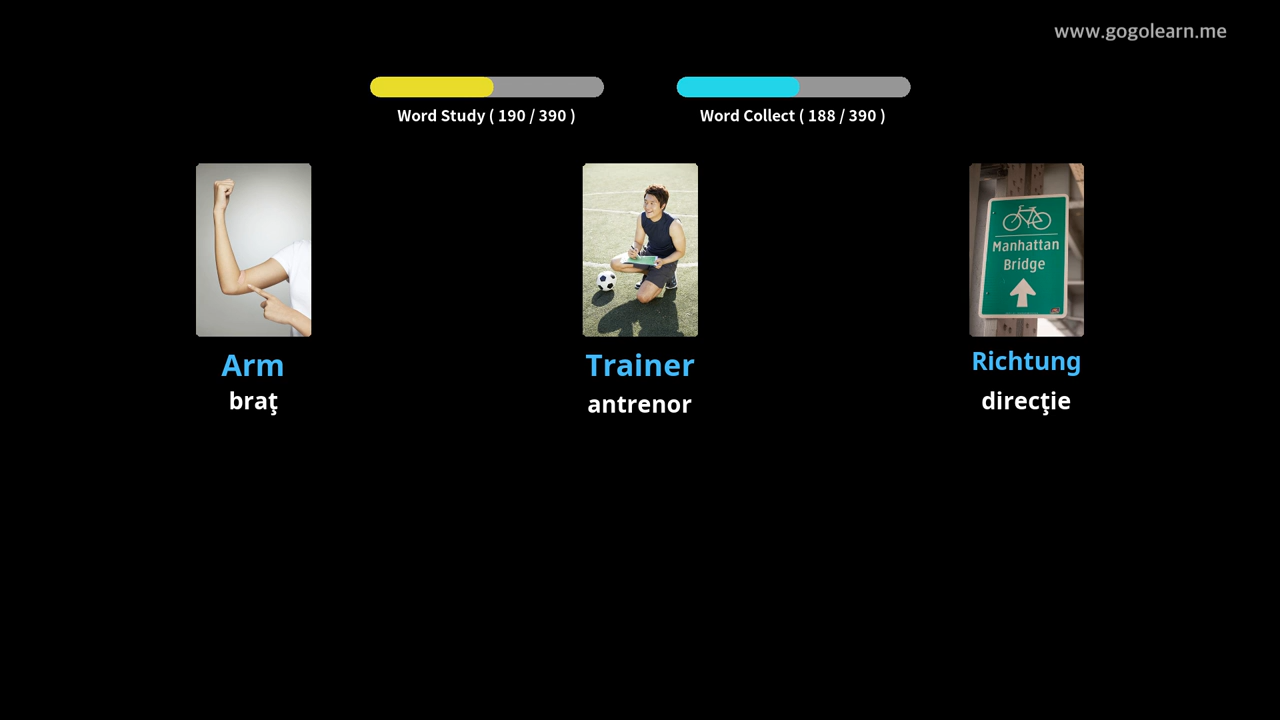 www.gogolearn.me
Word Study ( 190 / 390 )
Word Collect ( 188 / 390 )
Manhattan
Bridge
Arm
braţ
Trainer
antrenor
Richtung
direcţie